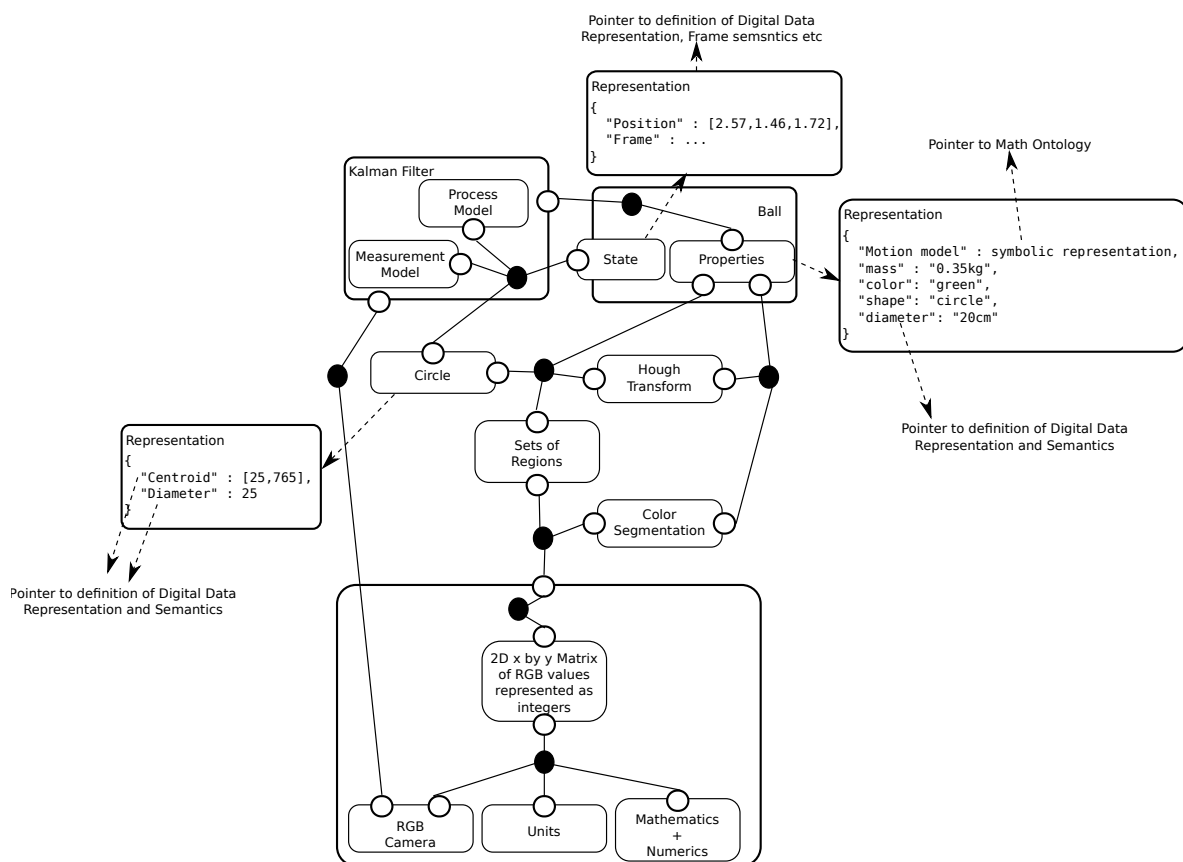 Pointer to definition of Digital Data
Representation, Frame semsntics etc
Representation
{
"Position" : [2.57,1.46,1.72],
"Frame" : ...
}
Pointer to Math Ontology
Kalman Filter
Process
Model
Measurement
Model
State
Ball
Properties
Representation
{
"Motion model" : symbolic representation,
"mass" : "0.35kg",
"color": "green",
"shape": "circle",
"diameter": "20cm"
}
Circle
Hough
Transform
Pointer to definition of Digital Data
Representation and Semantics
Representation
{
"Centroid" : [25,765],
"Diameter" : 25
}
Sets of
Regions
Color
Segmentation
Pointer to definition of Digital Data
Representation and Semantics
2D x by y Matrix
of RGB values
represented as
integers
RGB
Camera
Units
Mathematics
+
Numerics